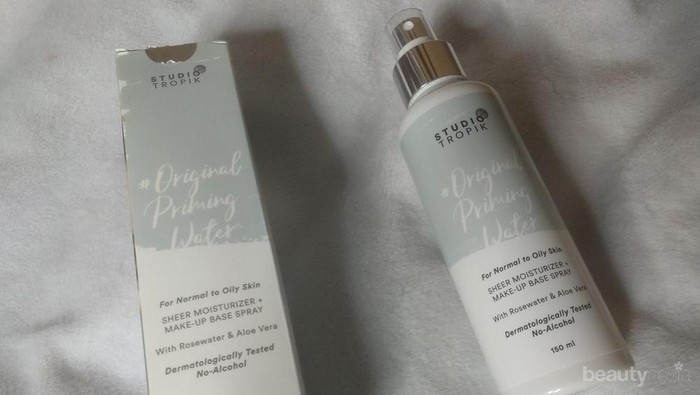 STUDIO
TROPIK
#Original
Priming
Water
For Normal to Oily Skin
SHEER MOISTURIZER +
MAKE-UP BASE SPRAY
With Rosewater & Aloe Vera
Dermatologically Tested
No-Alcohol
STUDIO
TROPIK
#Original
Priming
Water
For Normal to Oily Skin
SHEER MOISTURIZER +
MAKE-UP BASE SPRAY
With Rosewater & Aloe Vera
Dermatologically Tested
No-Alcohol
150 ml